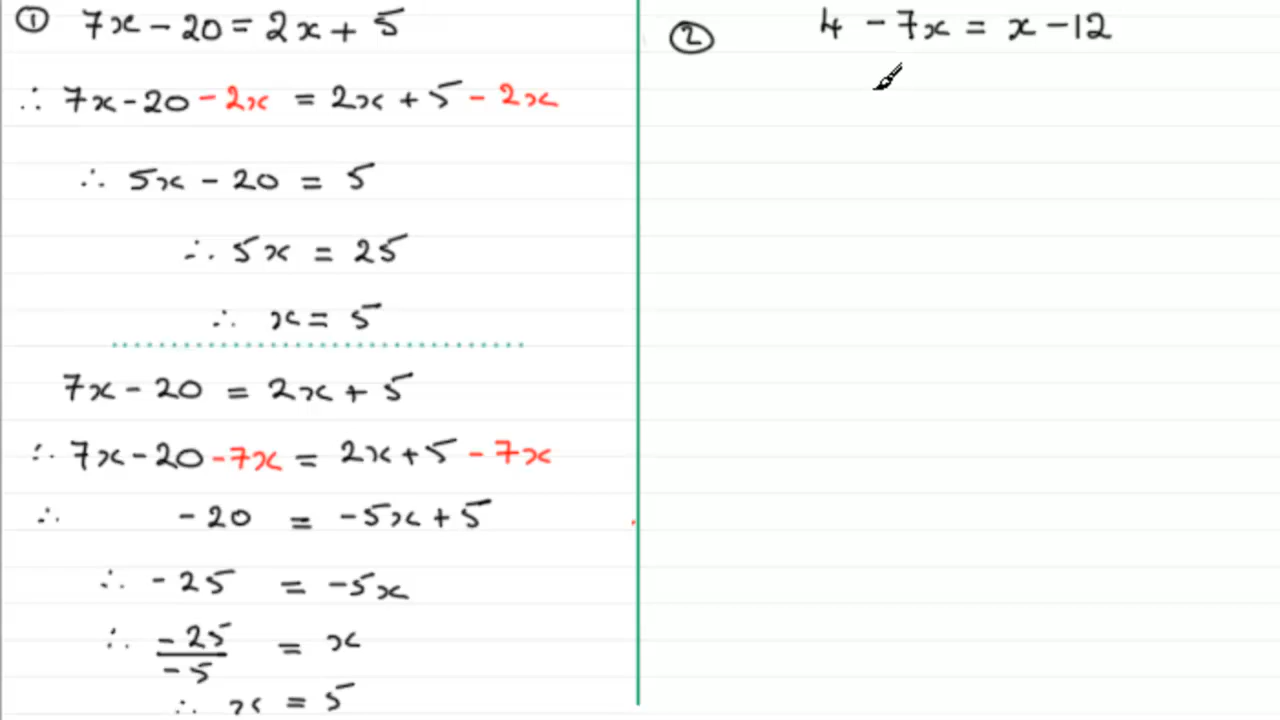 ① 7x - 20 = 2x + 5
∴ 7x - 20 - 2x = 2x + 5 - 2x
∴ 5x - 20 = 5
∴ 5x = 25
∴ x = 5
7x - 20 = 2x + 5
∴ 7x - 20 - 7x = 2x + 5 - 7x
∴ - 20 = -5x + 5
∴ - 25 = -5x
∴ - 25 / - 5 = x
∴ x = 5
② 4 - 7x = x - 12